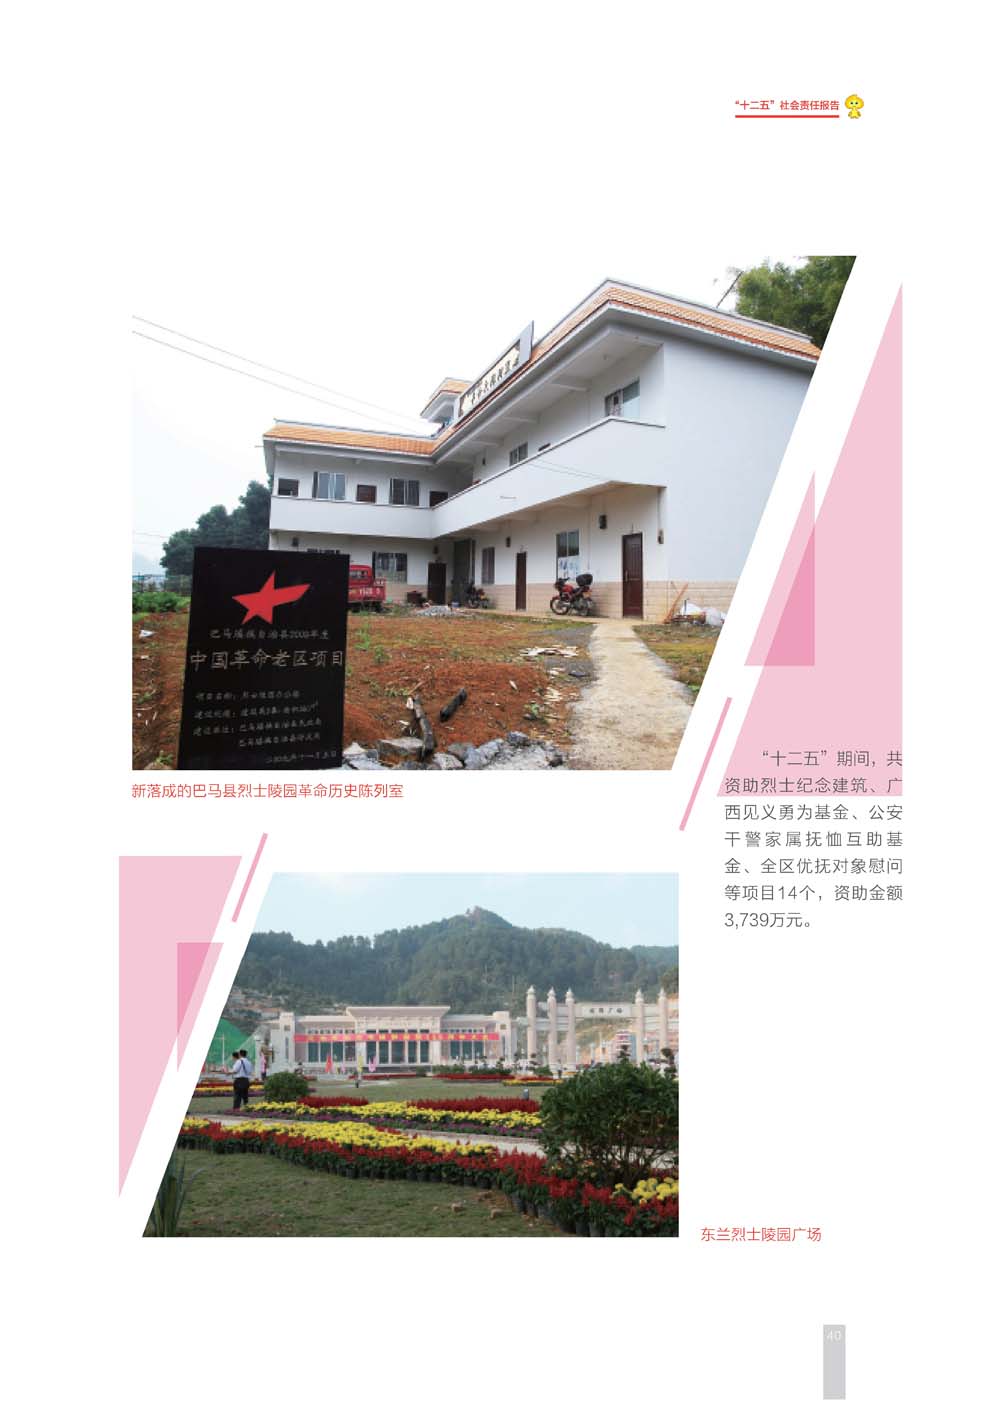 “十二五”社会责任报告
巴马瑶族自治县2009年度
中国革命老区项目
新落成的巴马县烈士陵园革命历史陈列室
“十二五”期间，共
资助烈士纪念建筑、广
西见义勇为基金、公安
干警家属抚恤互助基
金、全区优抚对象慰问
等项目14个，资助金额
3,739万元。
东兰烈士陵园广场
40